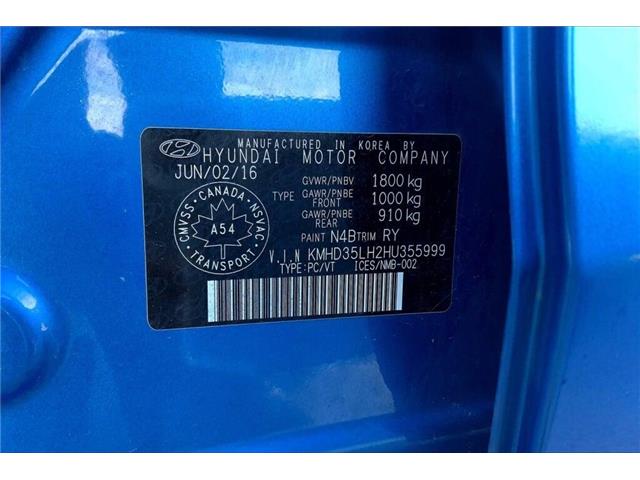 MANUFACTURED IN KOREA BY
HYUNDAI MOTOR COMPANY
JUN/02/16
GVWR/PNBV 1800 kg
TYPE GAWR/PNBE FRONT 1000 kg
GAWR/PNBE RR 910 kg
PAINT N4B TRIM RY
V.I.N KMHD35LH2HU355999
TYPE:PC/VT ICES/NMB-002
CMVSS • CANADA • NSVAC
A54
TRANSPORT